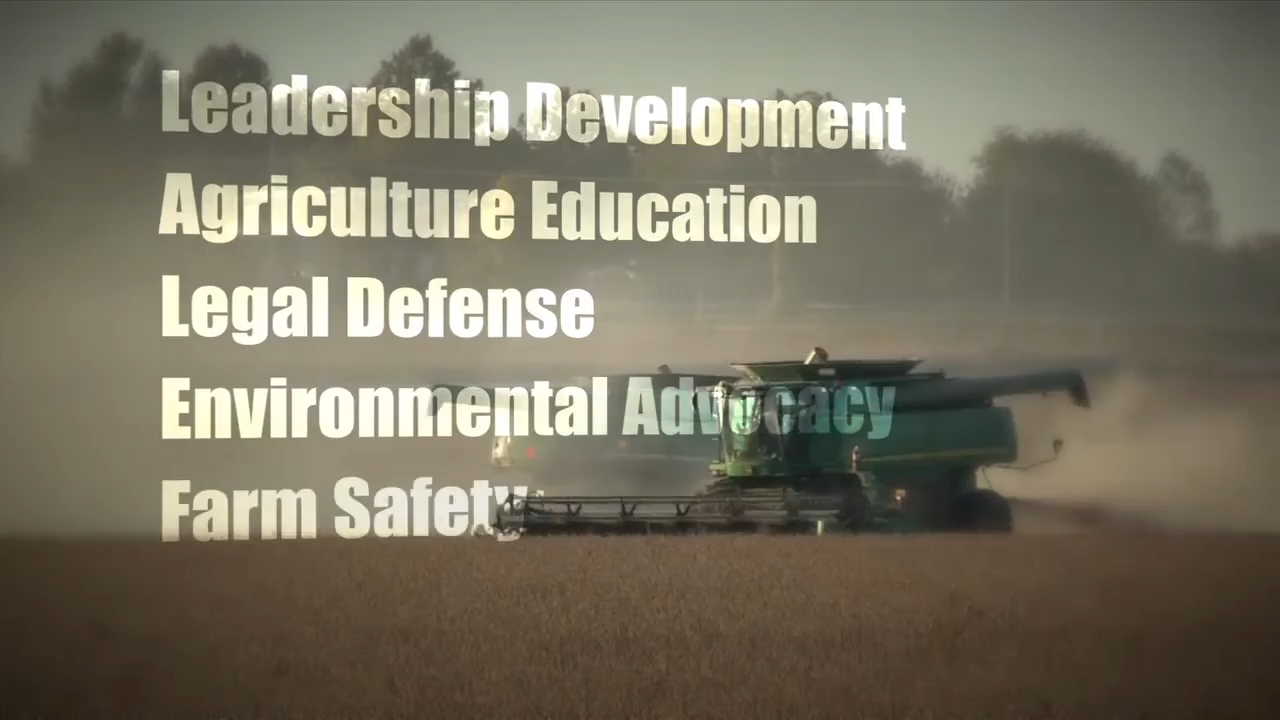 Leadership Development
Agriculture Education
Legal Defense
Environmental Advocacy
Farm Safety